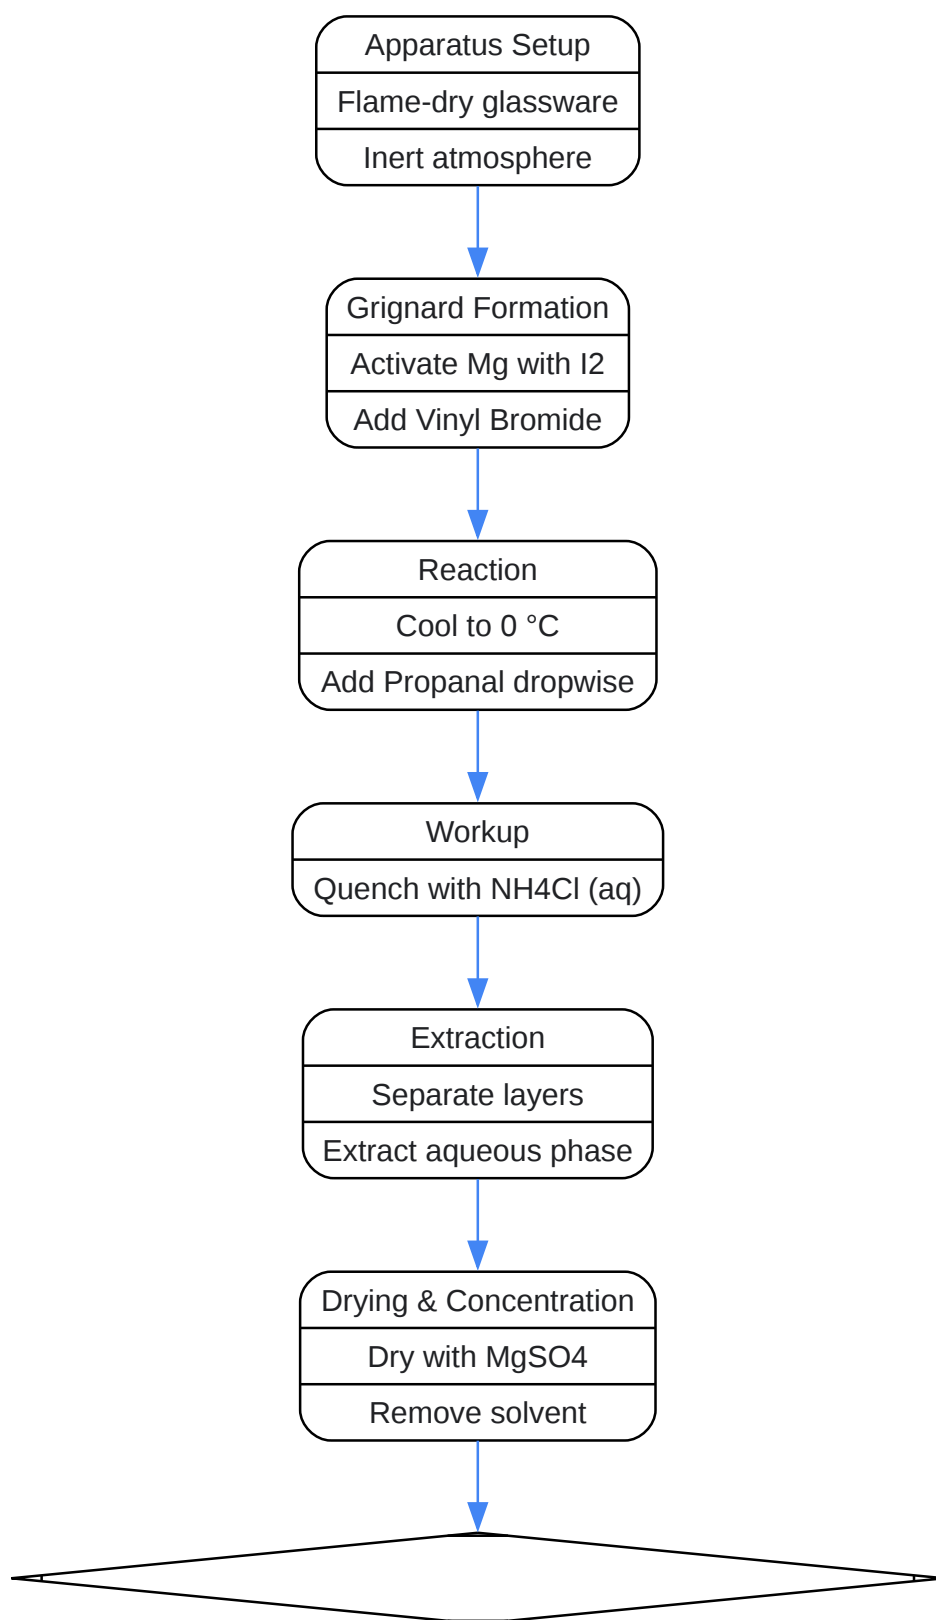 Apparatus Setup
Flame-dry glassware
Inert atmosphere
Grignard Formation
Activate Mg with I2
Add Vinyl Bromide
Reaction
Cool to 0 °C
Add Propanal dropwise
Workup
Quench with NH4Cl (aq)
Extraction
Separate layers
Extract aqueous phase
Drying & Concentration
Dry with MgSO4
Remove solvent